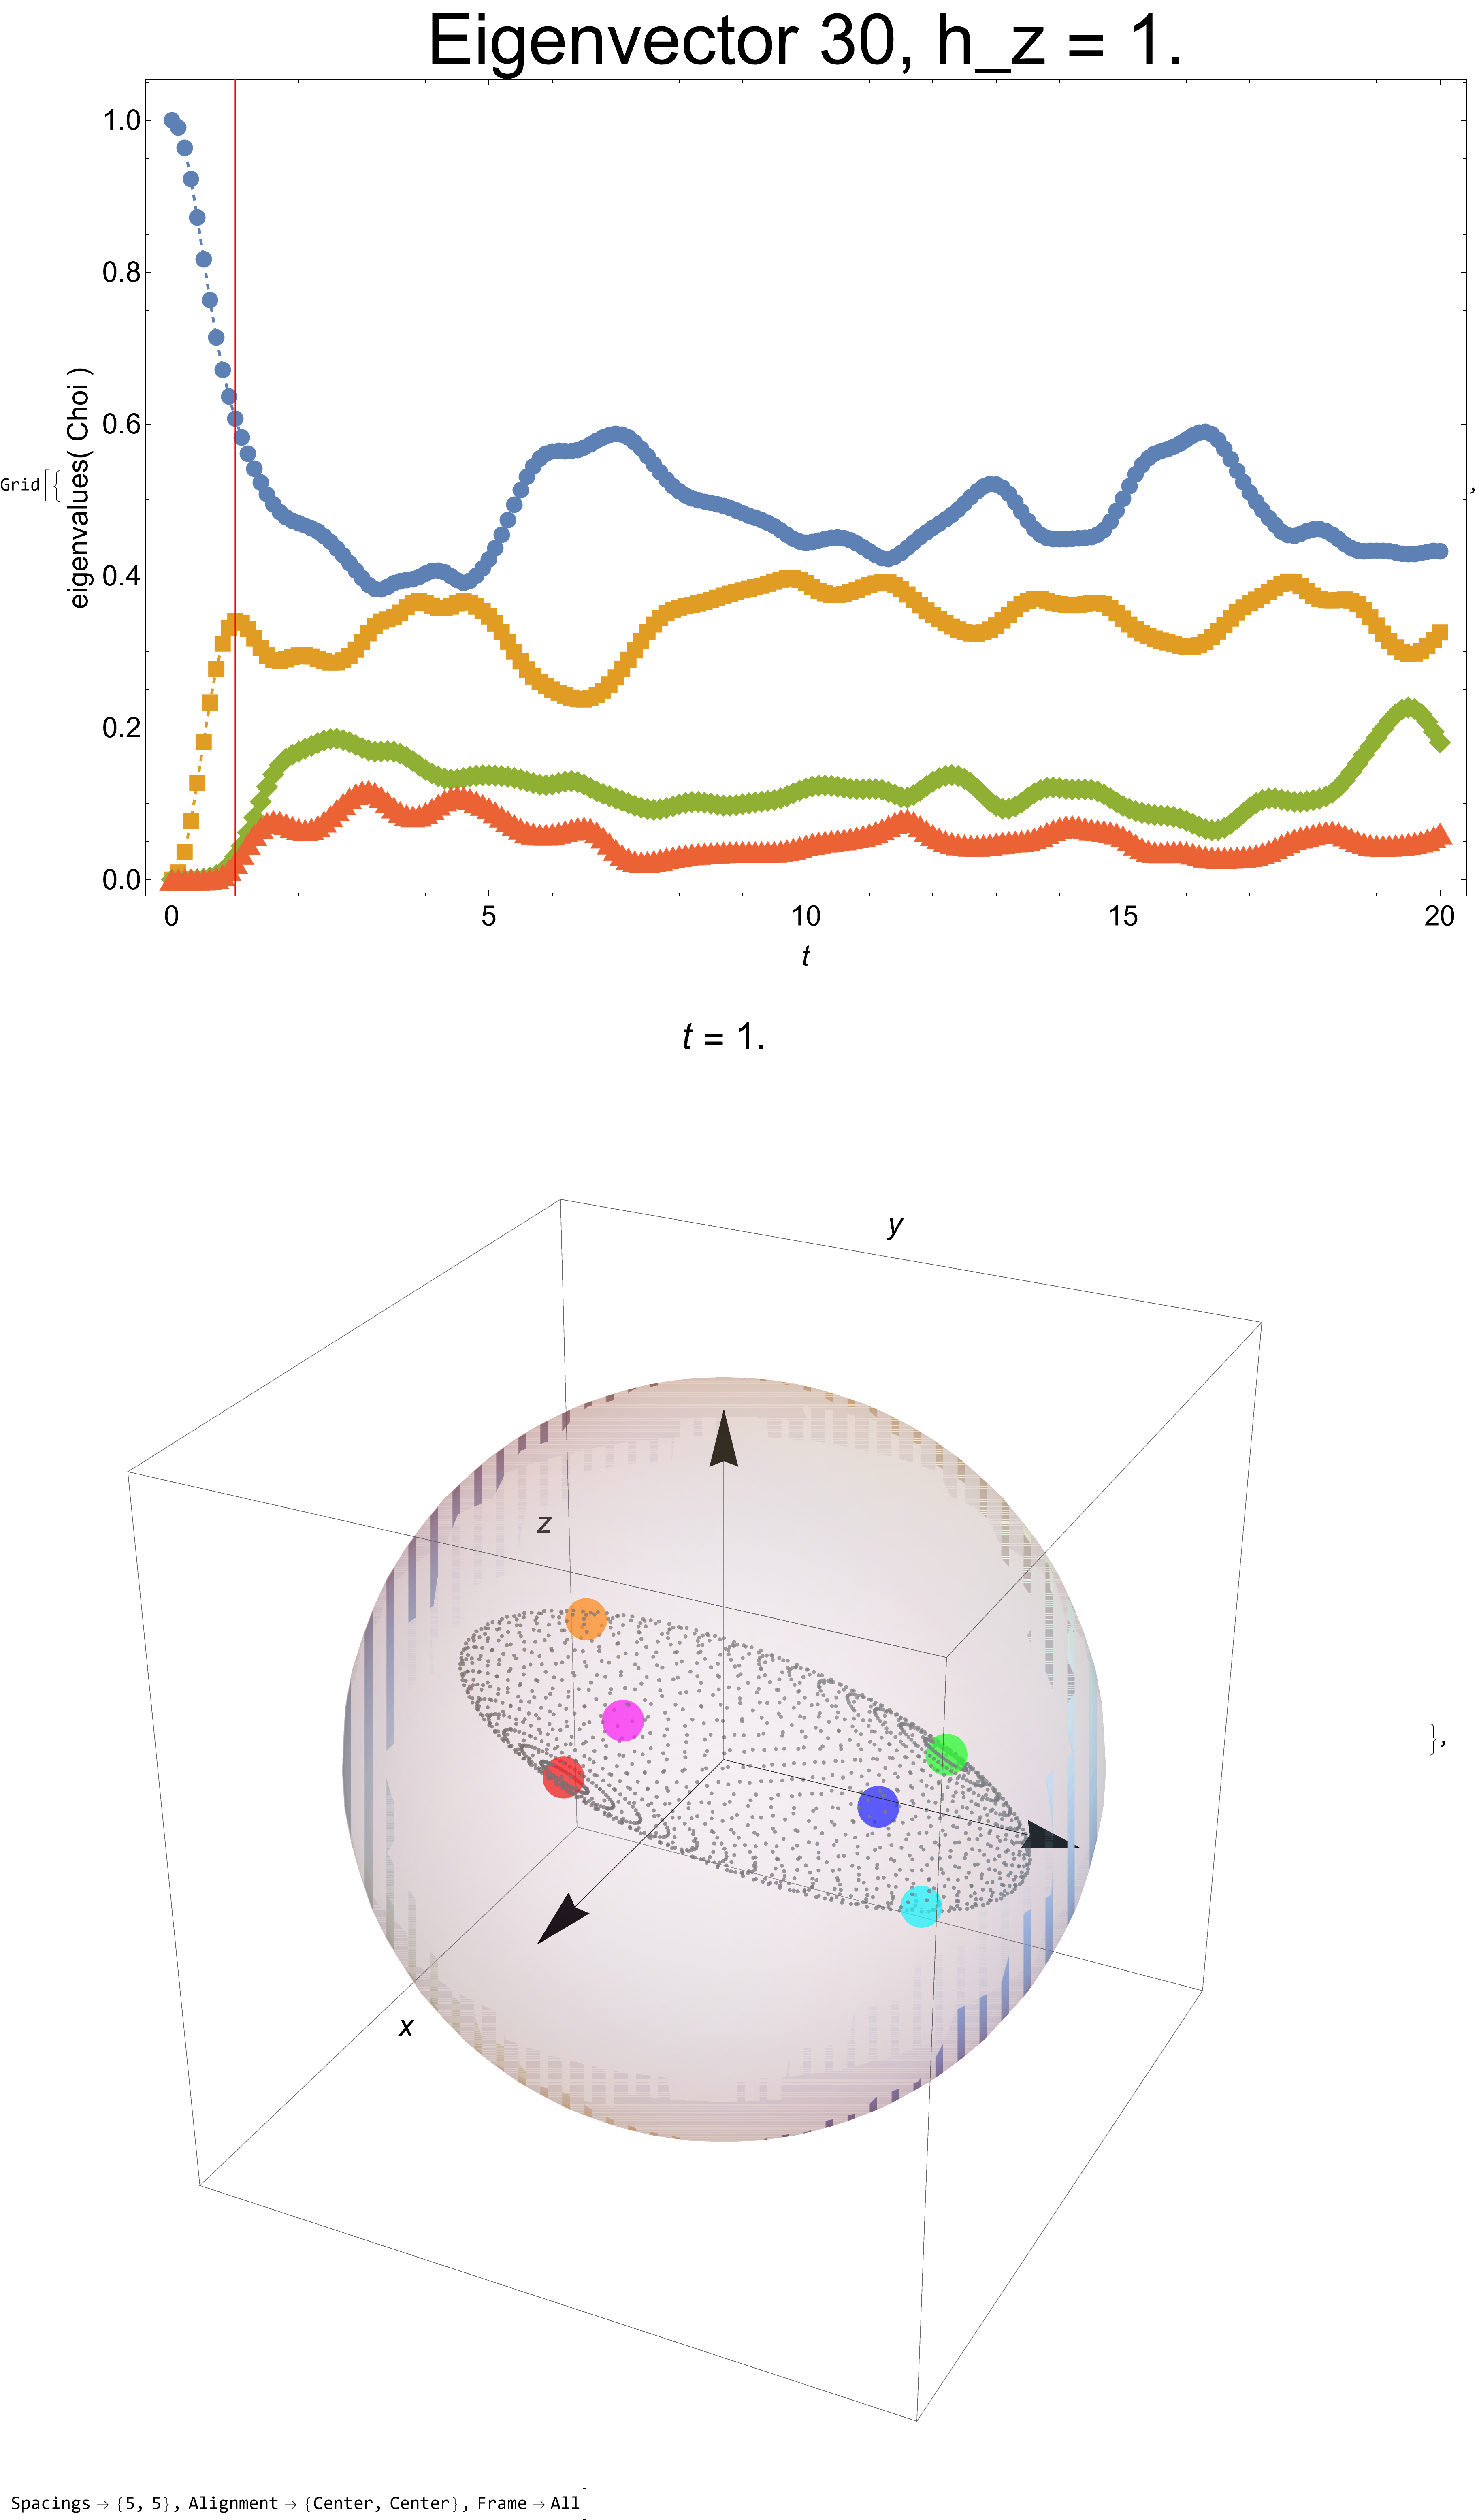 Eigenvector 30, h_z = 1.
1.0
0.8
0.6
Grid[{
eigenvalues( Choi )
,
0.4
0.2
0.0
0 5 10 15 20
t
t = 1.
y
z
},
x
Spacings → {5, 5}, Alignment → {Center, Center}, Frame → All]